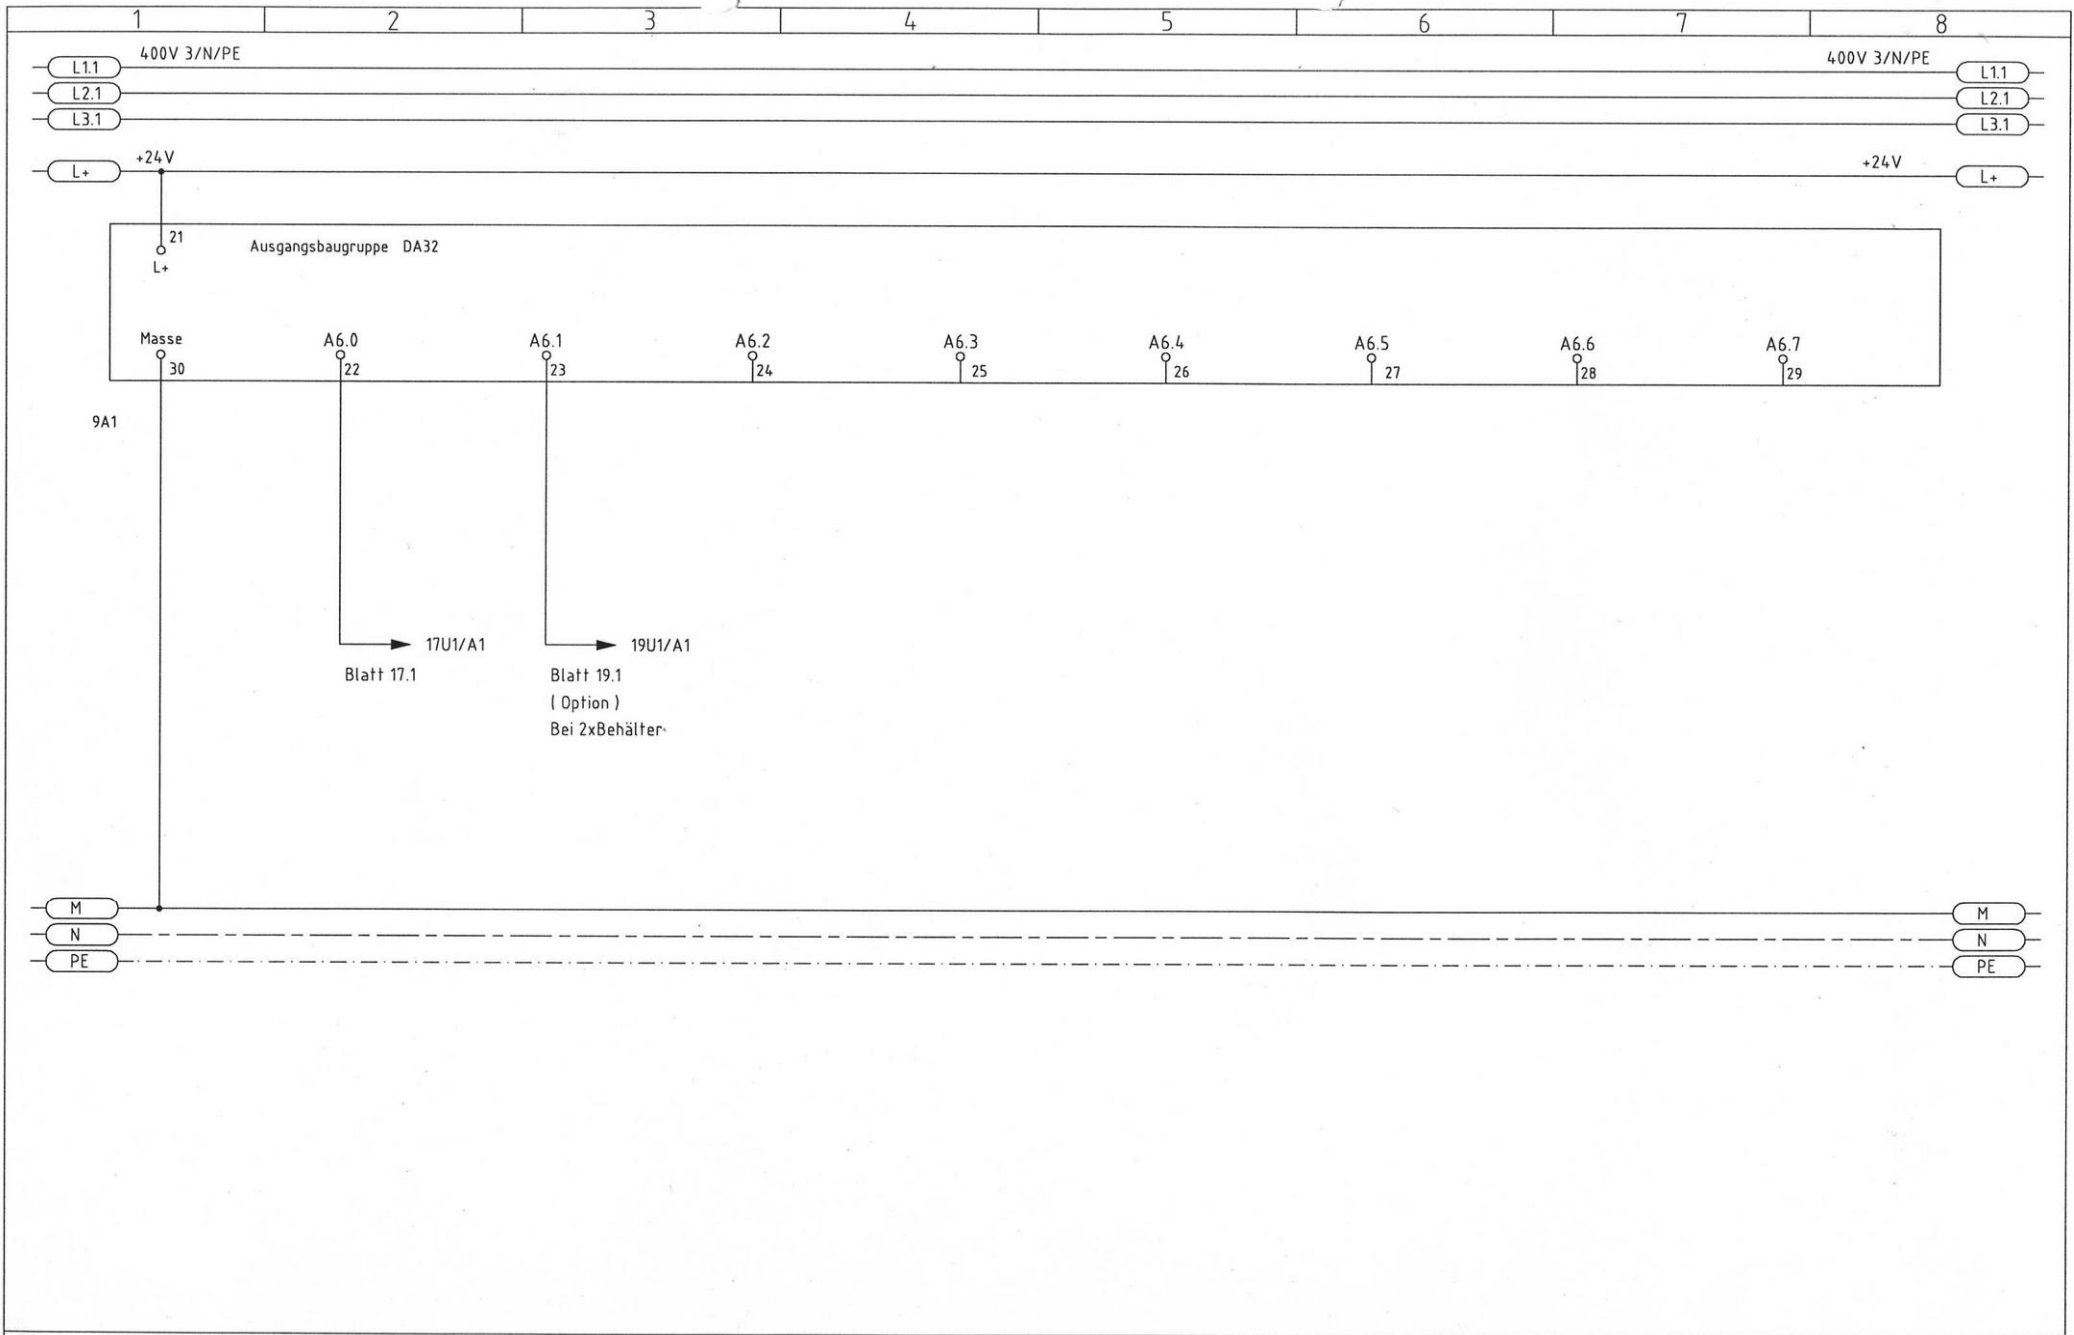 1 2 3 4 5 6 7 8
400V 3/N/PE 400V 3/N/PE
L1.1 L1.1
L2.1 L2.1
L3.1 L3.1
+24V +24V
L+ L+
21 Ausgangsbaugruppe DA32
L+
Masse A6.0 A6.1 A6.2 A6.3 A6.4 A6.5 A6.6 A6.7
30 22 23 24 25 26 27 28 29
9A1
17U1/A1 19U1/A1
Blatt 17.1 Blatt 19.1
( Option )
Bei 2xBehälter
M M
N N
PE PE